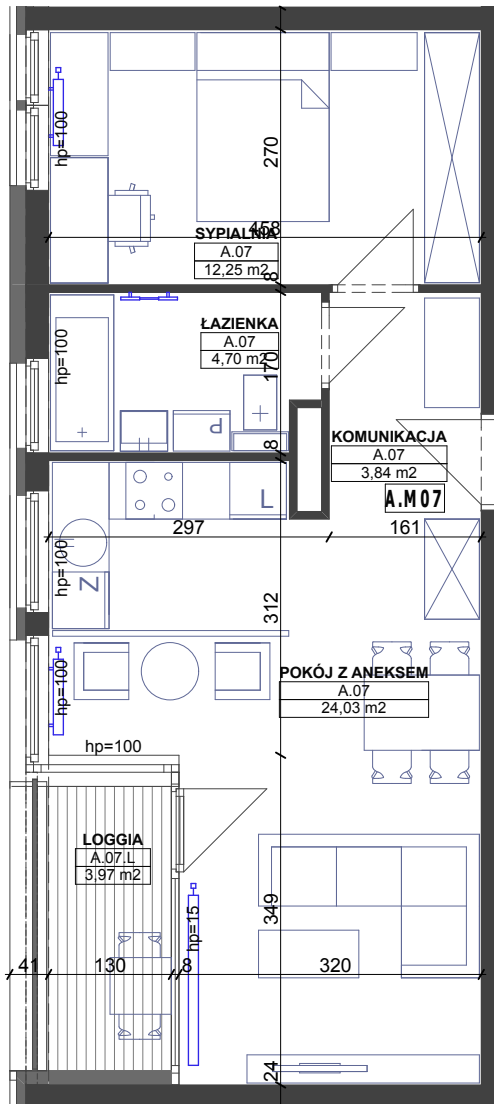 hp=100
270
458
SYPIALNIA
A.07
12,25 m2
8
hp=100
ŁAZIENKA
A.07
4,70 m2
170
P
8
KOMUNIKACJA
A.07
3,84 m2
A.M07
L
297
161
hp=100
Z
312
hp=100
POKÓJ Z ANEKSEM
A.07
24,03 m2
hp=100
LOGGIA
A.07.L
3,97 m2
349
hp=15
41
130
8
320
24